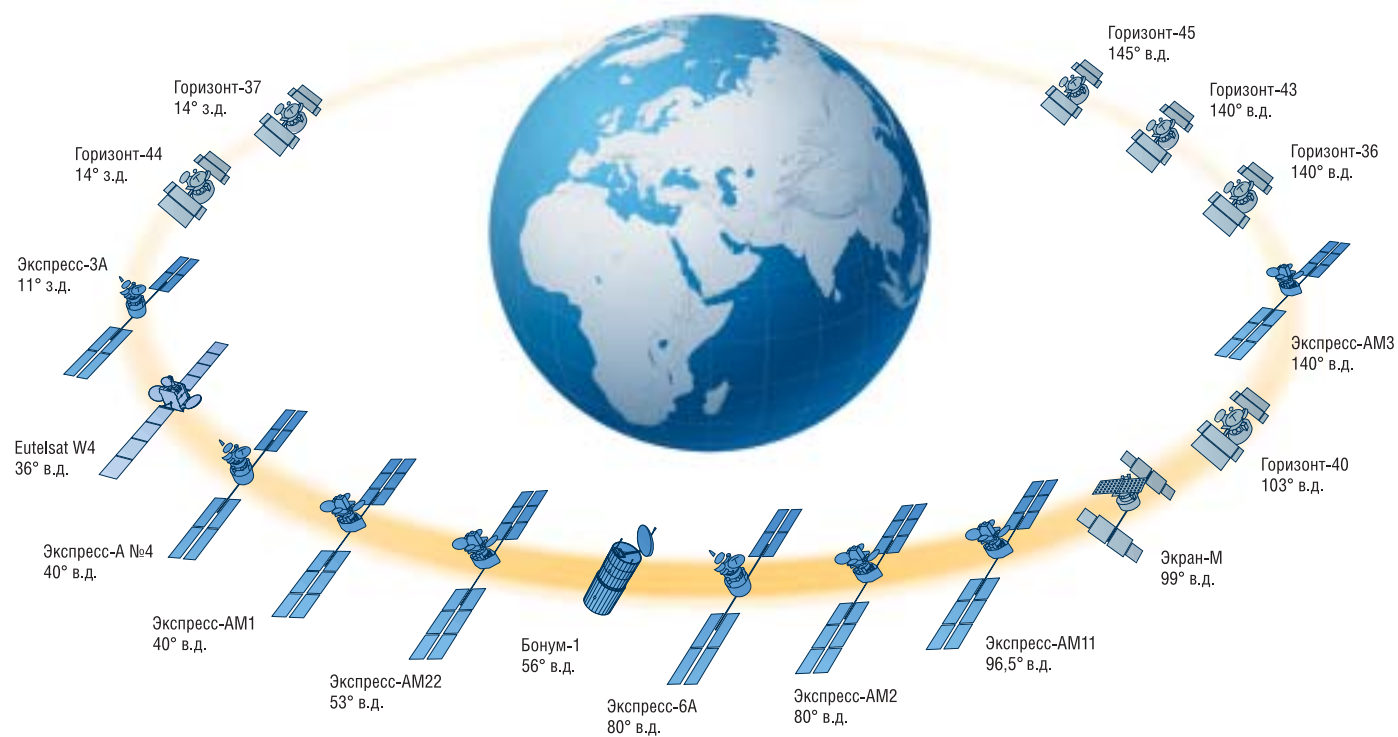 Горизонт-45
145° в.д.
Горизонт-37
14° з.д.
Горизонт-43
140° в.д.
Горизонт-44
14° з.д.
Горизонт-36
140° в.д.
Экспресс-3А
11° з.д.
Экспресс-АМ3
140° в.д.
Eutelsat W4
36° в.д.
Горизонт-40
103° в.д.
Экспресс-А №4
40° в.д.
Экран-М
99° в.д.
Экспресс-АМ1
40° в.д.
Бонум-1
56° в.д.
Экспресс-АМ11
96,5° в.д.
Экспресс-АМ22
53° в.д.
Экспресс-6А
80° в.д.
Экспресс-АМ2
80° в.д.